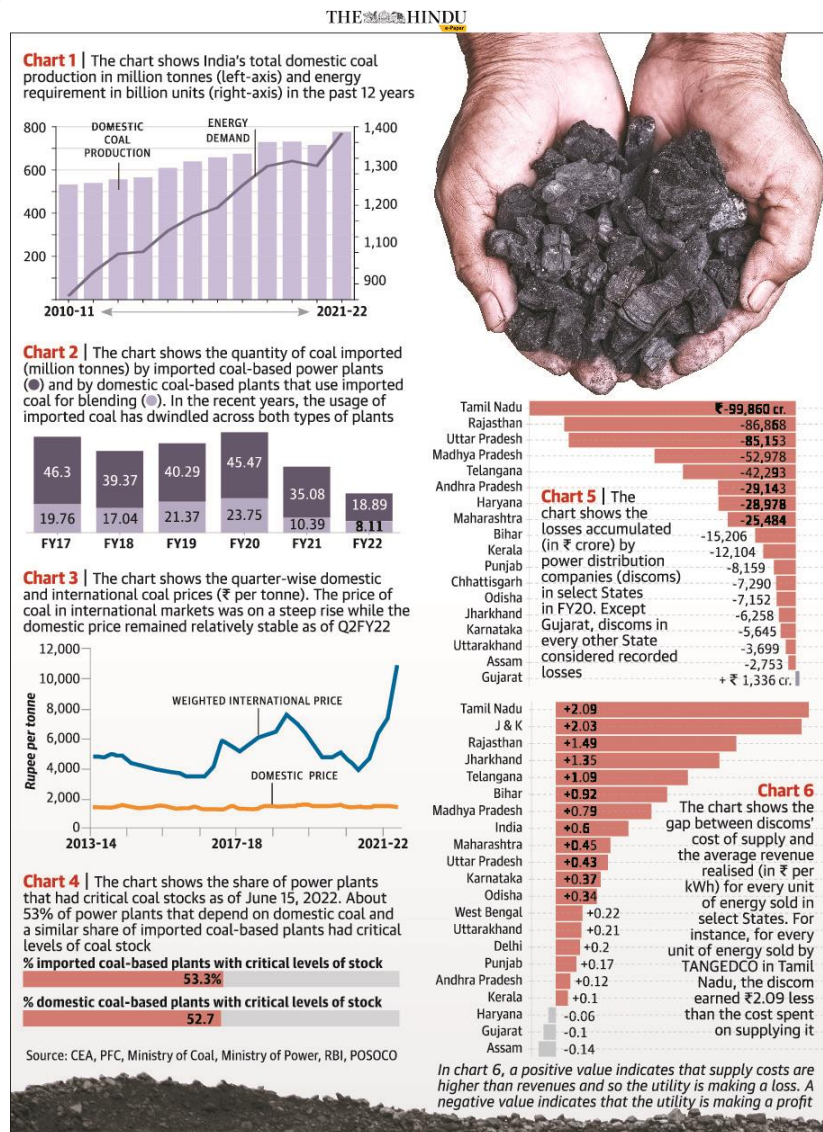 THE HINDU
e-Paper
Chart 1 | The chart shows India's total domestic coal
production in million tonnes (left-axis) and energy
requirement in billion units (right-axis) in the past 12 years
800
600
400
200
DOMESTIC
COAL
PRODUCTION
ENERGY
DEMAND
1,400
1,300
1,200
1,100
900
2010-11
2021-22
Chart 2 | The chart shows the quantity of coal imported
(million tonnes) by imported coal-based power plants
(●) and by domestic coal-based plants that use imported
coal for blending (●). In the recent years, the usage of
imported coal has dwindled across both types of plants
46.3 39.37 40.29 45.47 35.08 18.89
19.76 17.04 21.37 23.75 10.39 8.11
FY17 FY18 FY19 FY20 FY21 FY22
Chart 3 | The chart shows the quarter-wise domestic
and international coal prices (₹ per tonne). The price of
coal in international markets was on a steep rise while the
domestic price remained relatively stable as of Q2FY22
12,000
10,000
8,000
6,000
4,000
2,000
0
Rupee per tonne
WEIGHTED INTERNATIONAL PRICE
DOMESTIC PRICE
2013-14 2017-18 2021-22
Chart 4 | The chart shows the share of power plants
that had critical coal stocks as of June 15, 2022. About
53% of power plants that depend on domestic coal and
a similar share of imported coal-based plants had critical
levels of coal stock
% imported coal-based plants with critical levels of stock
53.3%
% domestic coal-based plants with critical levels of stock
52.7
Source: CEA, PFC, Ministry of Coal, Ministry of Power, RBI, POSOCO
Tamil Nadu ₹-99,860 cr.
Rajasthan -86,868
Uttar Pradesh -85,153
Madhya Pradesh -52,978
Telangana -42,293
Andhra Pradesh -29,143
Haryana -28,978
Maharashtra -25,484
Bihar -15,206
Kerala -12,104
Punjab -8,159
Chhattisgarh -7,290
Odisha -7,152
Jharkhand -6,258
Karnataka -5,645
Uttarakhand -3,699
Assam -2,753
Gujarat + ₹ 1,336 cr.
Chart 5 | The
chart shows the
losses accumulated
(in ₹ crore) by
power distribution
companies (discoms)
in select States
in FY20. Except
Gujarat, discoms in
every other State
considered recorded
losses
Tamil Nadu +2.09
J & K +2.03
Rajasthan +1.49
Jharkhand +1.35
Telangana +1.09
Bihar +0.92
Madhya Pradesh +0.79
India +0.6
Maharashtra +0.45
Uttar Pradesh +0.43
Karnataka +0.37
Odisha +0.34
West Bengal +0.22
Uttarakhand +0.21
Delhi +0.2
Punjab +0.17
Andhra Pradesh +0.12
Kerala +0.1
Haryana -0.06
Gujarat -0.1
Assam -0.14
Chart 6
The chart shows the
gap between discoms'
cost of supply and
the average revenue
realised (in ₹ per
kWh) for every unit
of energy sold in
select States. For
instance, for every
unit of energy sold by
TANGEDCO in Tamil
Nadu, the discom
earned ₹2.09 less
than the cost spent
on supplying it
In chart 6, a positive value indicates that supply costs are
higher than revenues and so the utility is making a loss. A
negative value indicates that the utility is making a profit